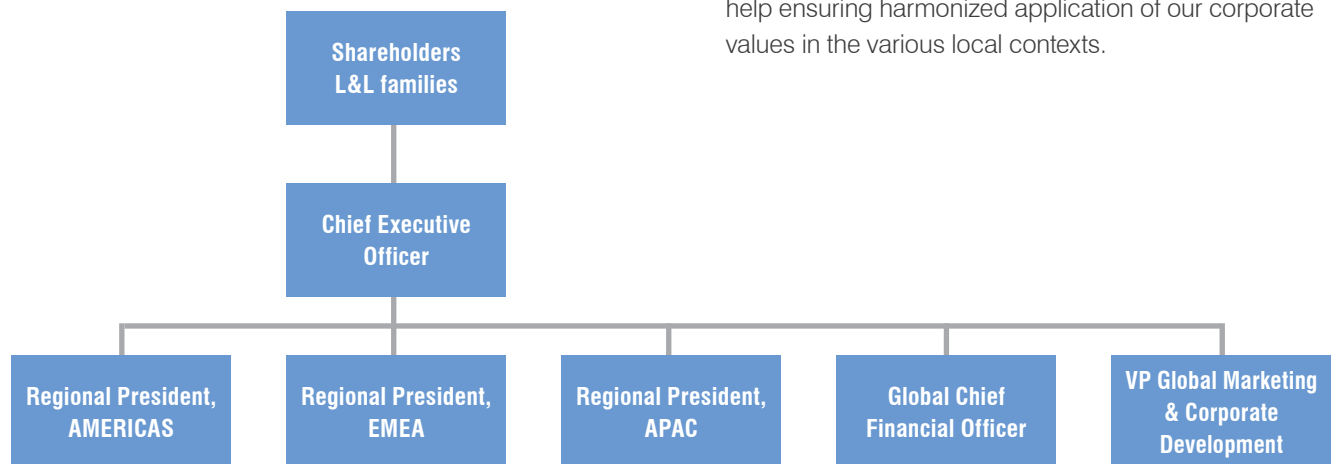 help ensuring harmonized application of our corporate
values in the various local contexts.
Shareholders
L&L families
Chief Executive
Officer
Regional President,
AMERICAS
Regional President,
EMEA
Regional President,
APAC
Global Chief
Financial Officer
VP Global Marketing
& Corporate
Development